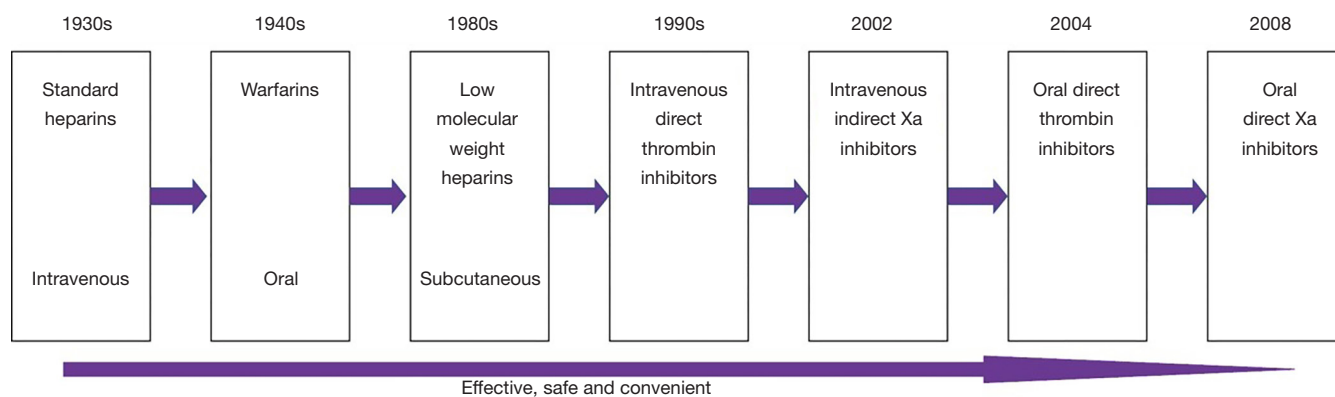 1930s
1940s
1980s
1990s
2002
2004
2008
Standard
heparins
Intravenous
Warfarins
Oral
Low
molecular
weight
heparins
Subcutaneous
Intravenous
direct
thrombin
inhibitors
Intravenous
indirect Xa
inhibitors
Oral direct
thrombin
inhibitors
Oral
direct Xa
inhibitors
Effective, safe and convenient